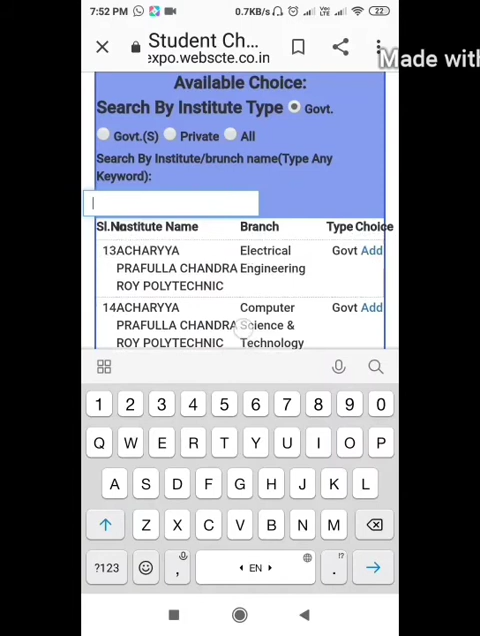 7:52 PM 0.7KB/s VoLTE 22
Student Ch...
expo.webscte.co.in
Made with
Available Choice:
Search By Institute Type Govt.
Govt.(S) Private All
Search By Institute/brunch name(Type Any
Keyword):
Sl.No Institute Name Branch Type Choice
13 ACHARYYA Electrical Govt Add
PRAFULLA CHANDRA Engineering
ROY POLYTECHNIC
14 ACHARYYA Computer Govt Add
PRAFULLA CHANDRA Science &
ROY POLYTECHNIC Technology
1 2 3 4 5 6 7 8 9 0
Q W E R T Y U I O P
A S D F G H J K L
Z X C V B N M
?123 , EN . !?